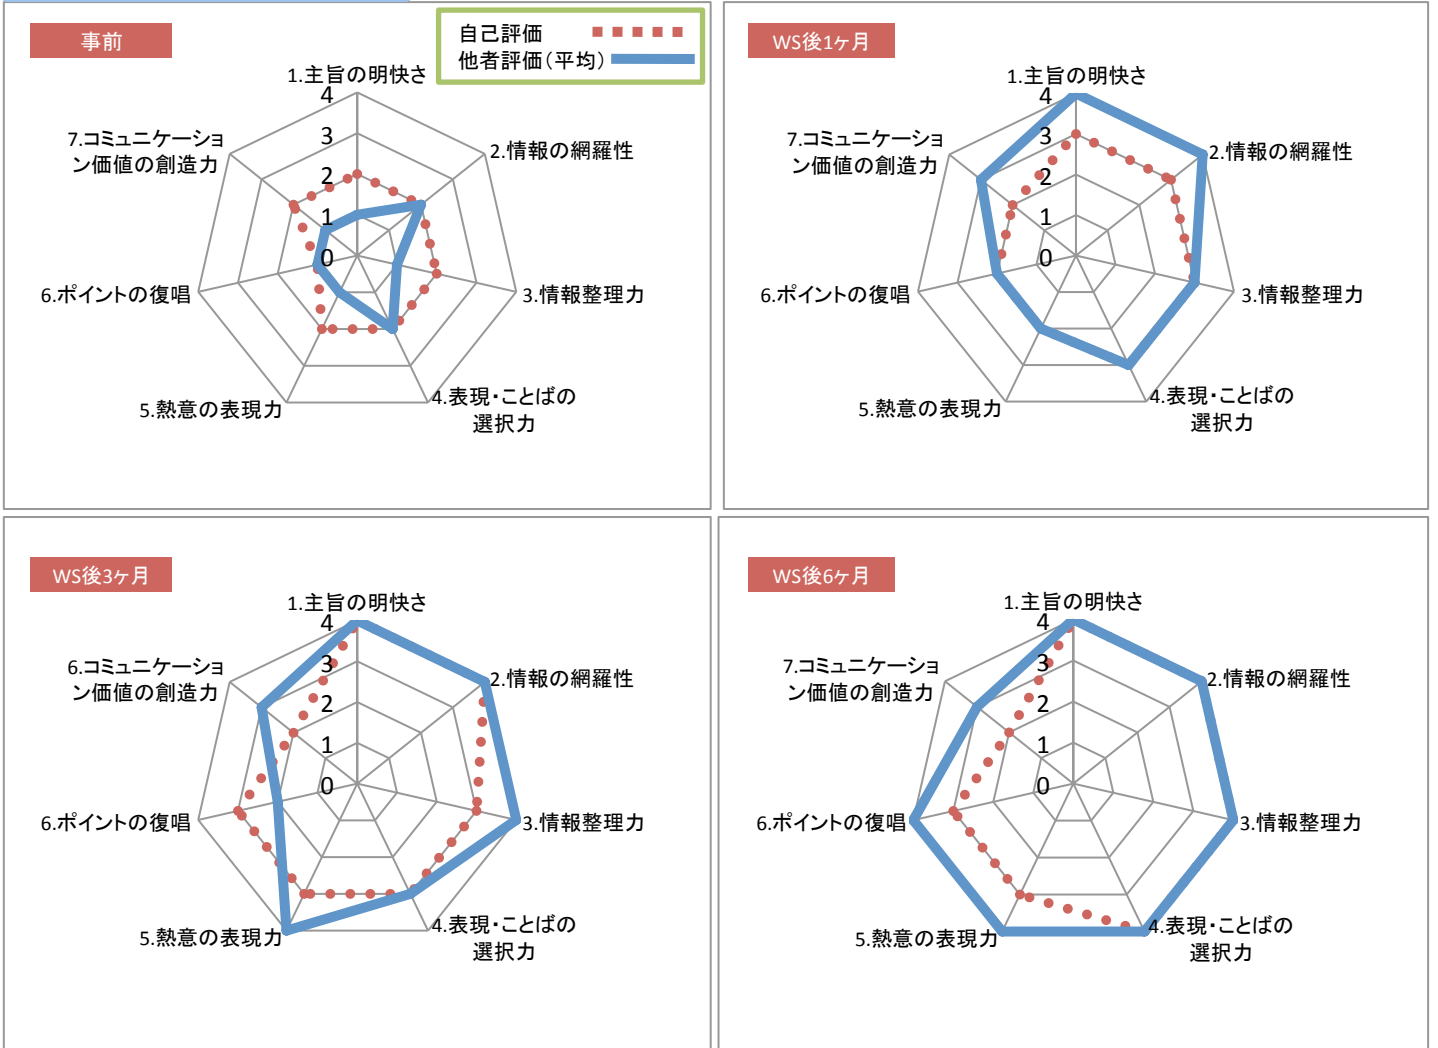 事前
自己評価
他者評価(平均)
1.主旨の明快さ
4
3
2
1
0
2.情報の網羅性
3.情報整理力
4.表現・ことばの
選択力
5.熱意の表現力
6.ポイントの復唱
7.コミュニケーショ
ン価値の創造力
WS後1ヶ月
1.主旨の明快さ
4
3
2
1
0
2.情報の網羅性
3.情報整理力
4.表現・ことばの
選択力
5.熱意の表現力
6.ポイントの復唱
7.コミュニケーショ
ン価値の創造力
WS後3ヶ月
1.主旨の明快さ
4
3
2
1
0
2.情報の網羅性
3.情報整理力
4.表現・ことばの
選択力
5.熱意の表現力
6.ポイントの復唱
6.コミュニケーショ
ン価値の創造力
WS後6ヶ月
1.主旨の明快さ
4
3
2
1
0
2.情報の網羅性
3.情報整理力
4.表現・ことばの
選択力
5.熱意の表現力
6.ポイントの復唱
7.コミュニケーショ
ン価値の創造力